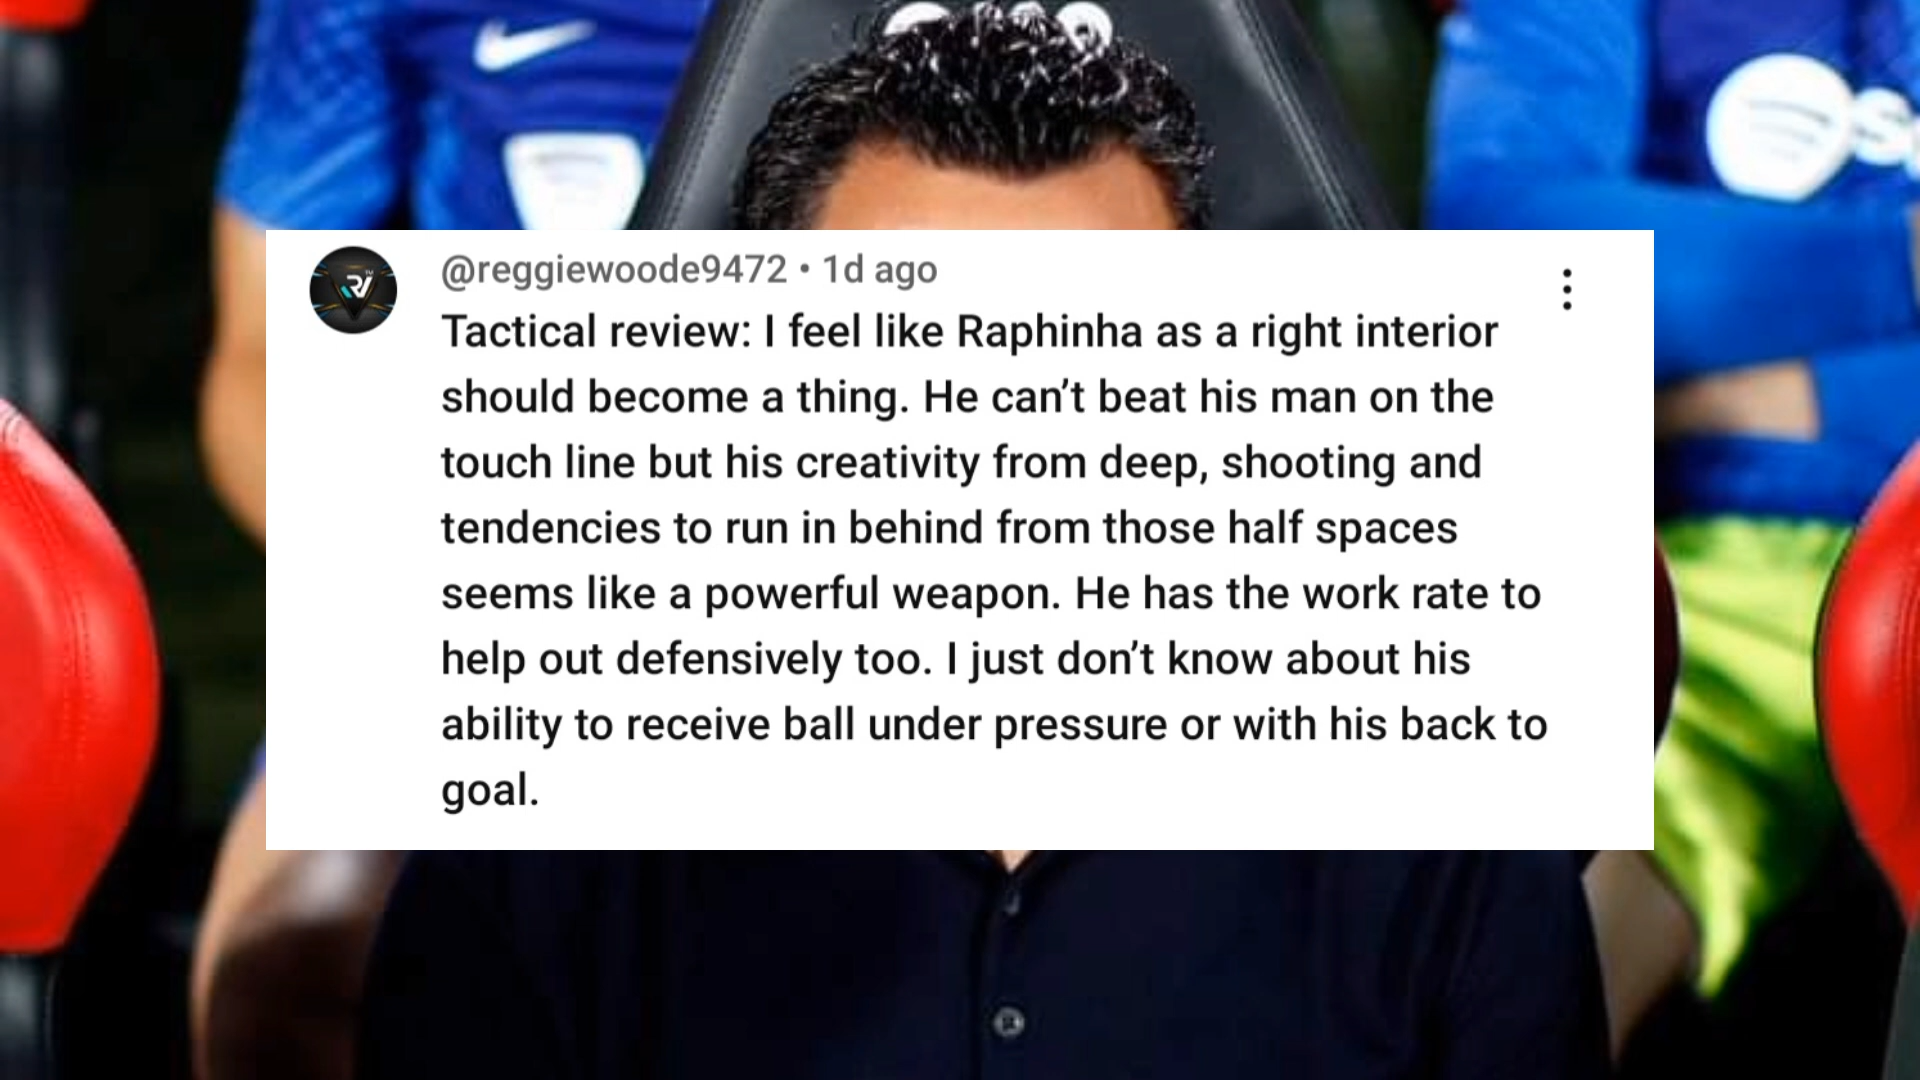 @reggiewoode9472 • 1d ago
Tactical review: I feel like Raphinha as a right interior
should become a thing. He can’t beat his man on the
touch line but his creativity from deep, shooting and
tendencies to run in behind from those half spaces
seems like a powerful weapon. He has the work rate to
help out defensively too. I just don’t know about his
ability to receive ball under pressure or with his back to
goal.